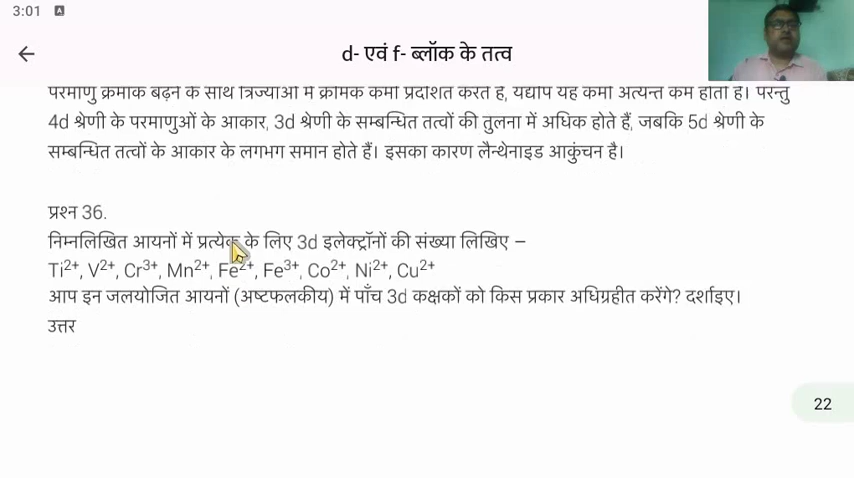 3:01 A
d- एवं f- ब्लॉक के तत्व
परमाणु क्रमांक बढ़ने के साथ त्रिज्याओं में क्रमिक कमी प्रदर्शित करते हैं, यद्यपि यह कमी अत्यन्त कम होती है। परन्तु
4d श्रेणी के परमाणुओं के आकार, 3d श्रेणी के सम्बन्धित तत्वों की तुलना में अधिक होते हैं, जबकि 5d श्रेणी के
सम्बन्धित तत्वों के आकार के लगभग समान होते हैं। इसका कारण लैन्थेनाइड आकुंचन है।
प्रश्न 36.
निम्नलिखित आयनों में प्रत्येक के लिए 3d इलेक्ट्रॉनों की संख्या लिखिए –
Ti²⁺, V²⁺, Cr³⁺, Mn²⁺, Fe²⁺, Fe³⁺, Co²⁺, Ni²⁺, Cu²⁺
आप इन जलयोजित आयनों (अष्टफलकीय) में पाँच 3d कक्षकों को किस प्रकार अधिग्रहीत करेंगे? दर्शाइए।
उत्तर
22